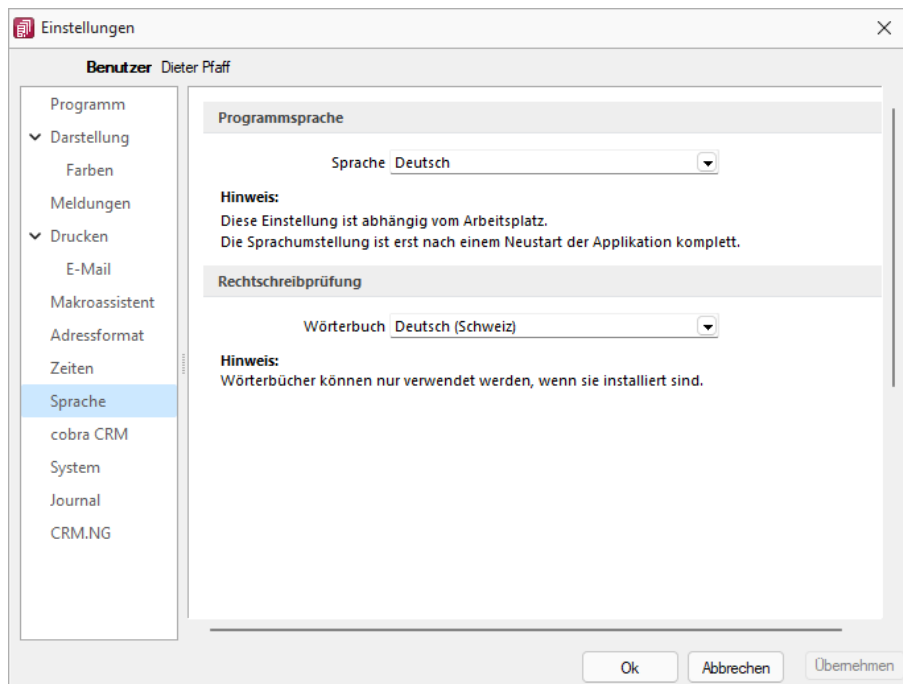 Einstellungen
Benutzer Dieter Pfaff
Programm
Darstellung
Farben
Meldungen
Drucken
E-Mail
Makroassistent
Adressformat
Zeiten
Sprache
cobra CRM
System
Journal
CRM.NG
Programmsprache
Sprache Deutsch
Hinweis:
Diese Einstellung ist abhängig vom Arbeitsplatz.
Die Sprachumstellung ist erst nach einem Neustart der Applikation komplett.
Rechtschreibprüfung
Wörterbuch Deutsch (Schweiz)
Hinweis:
Wörterbücher können nur verwendet werden, wenn sie installiert sind.
Ok Abbrechen Übernehmen